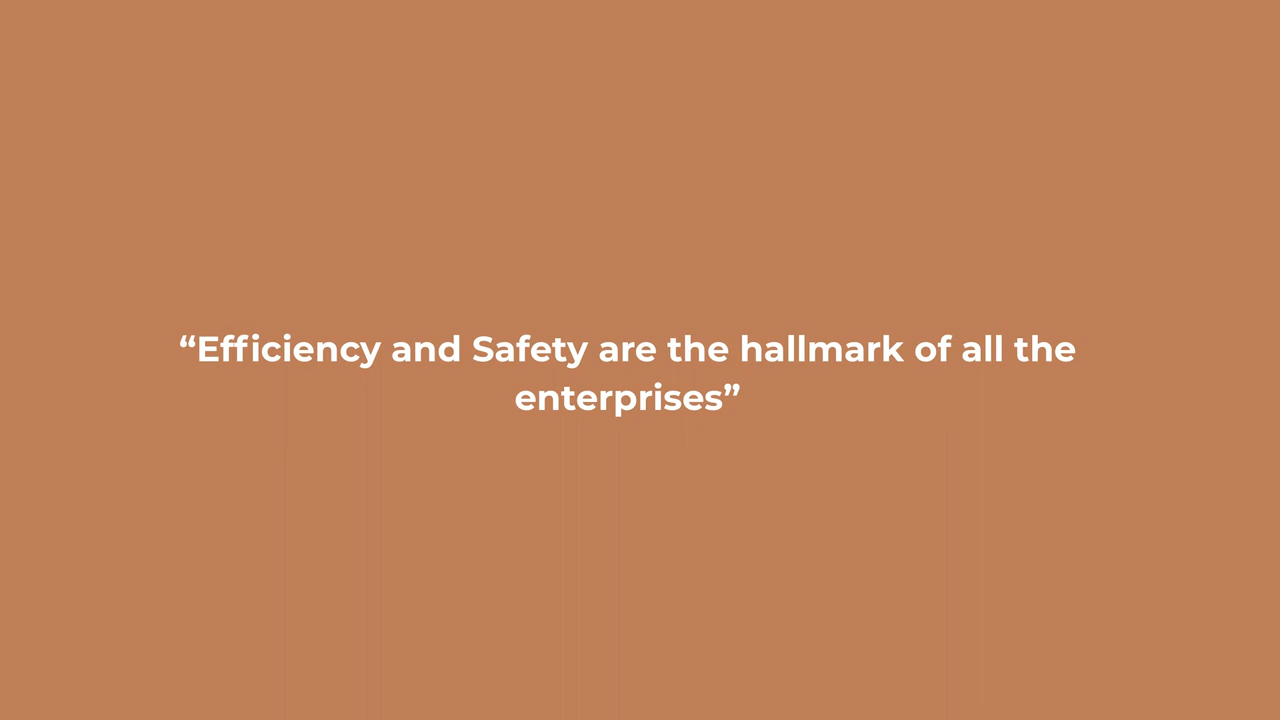 “Efficiency and Safety are the hallmark of all the
enterprises”